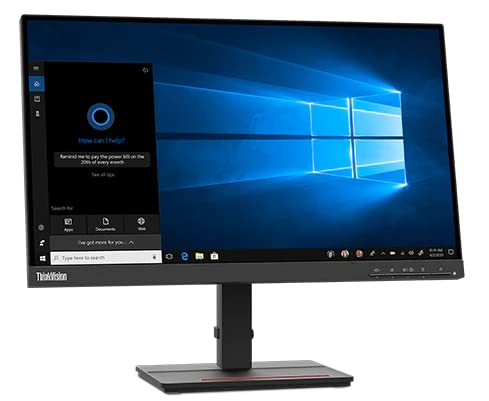 How can I help?
Remind me to pay the power bill on the
20th of every month
See all tips
Search for:
Apps
Documents
Web
I've got more for you...
Type here to search
ThinkVision